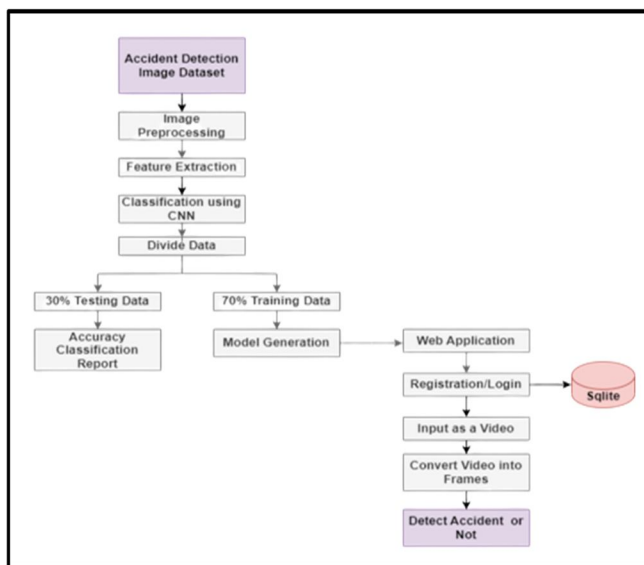 Accident Detection
Image Dataset
Image
Preprocessing
Feature Extraction
Classification using
CNN
Divide Data
30% Testing Data
70% Training Data
Accuracy
Classification
Report
Model Generation
Web Application
Registration/Login
Sqlite
Input as a Video
Convert Video into
Frames
Detect Accident or
Not